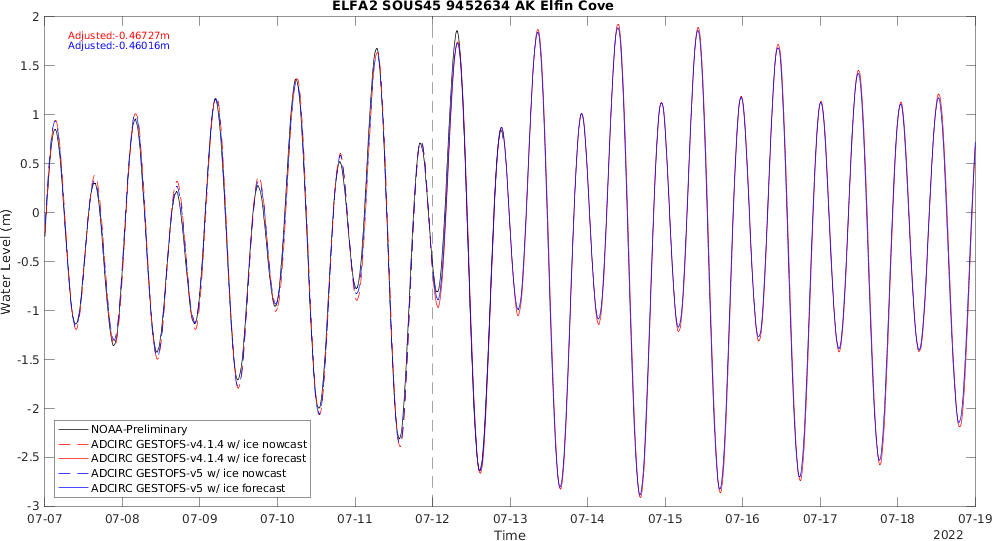 ELFA2 SOUS45 9452634 AK Elfin Cove
Adjusted:-0.46727m
Adjusted:-0.46016m
2
1.5
1
0.5
0
-0.5
-1
-1.5
-2
-2.5
-3
Water Level (m)
NOAA-Preliminary
ADCIRC GESTOFS-v4.1.4 w/ ice nowcast
ADCIRC GESTOFS-v4.1.4 w/ ice forecast
ADCIRC GESTOFS-v5 w/ ice nowcast
ADCIRC GESTOFS-v5 w/ ice forecast
07-07 07-08 07-09 07-10 07-11 07-12 07-13 07-14 07-15 07-16 07-17 07-18 07-19
Time
2022